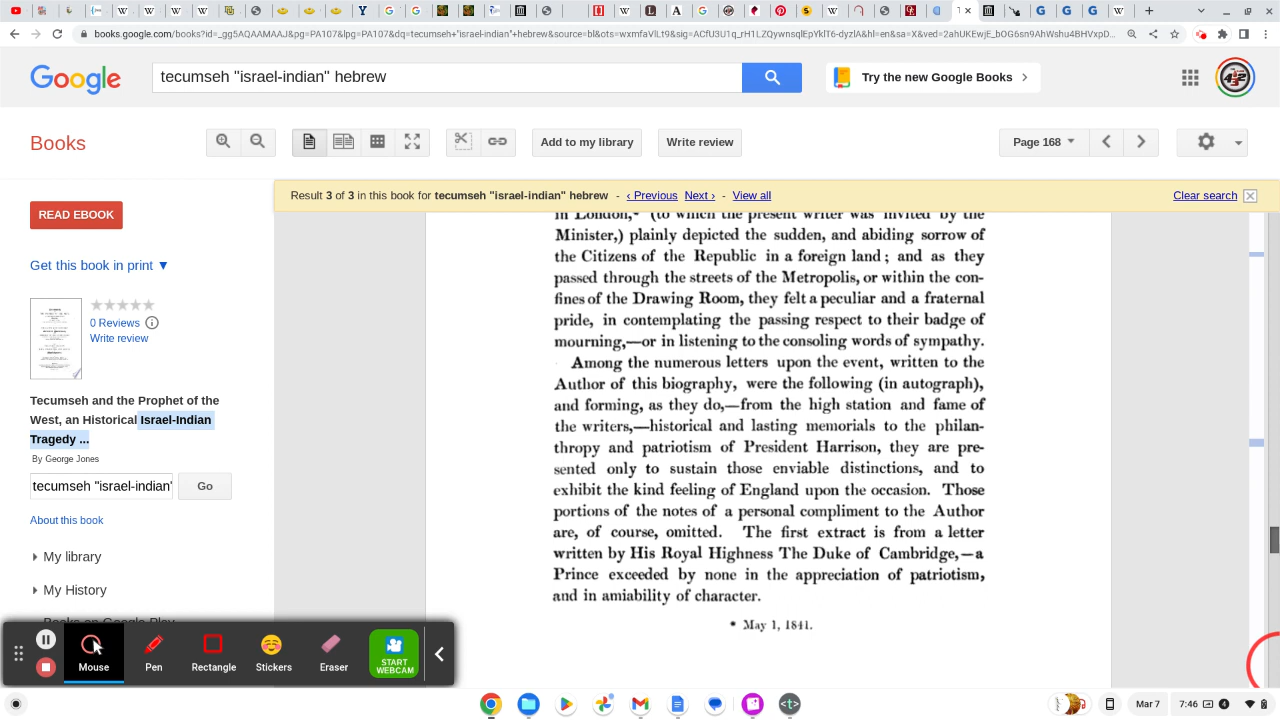 books.google.com/books?id=_gg5AQAAMAAJ&pg=PA107&lpg=PA107&dq=tecumseh+"israel-indian"+hebrew&source=bl&ots=wxmfaVlLt9&sig=ACfU3U1q_rH1LZQywnsqlEpYklT6-dyzlA&hl=en&sa=X&ved=2ahUKEwjE_bOG6sn9AhWshu4BHVxpD...
Google
tecumseh "israel-indian" hebrew
Try the new Google Books
Books
Add to my library
Write review
Page 168
Result 3 of 3 in this book for tecumseh "israel-indian" hebrew - ‹ Previous Next › - View all
Clear search
READ EBOOK
Get this book in print ▼
0 Reviews
Write review
Tecumseh and the Prophet of the
West, an Historical Israel-Indian
Tragedy ...
By George Jones
tecumseh "israel-indian"
Go
About this book
My library
My History
Books on Google Play
in London,* (to which the present writer was invited by the
Minister,) plainly depicted the sudden, and abiding sorrow of
the Citizens of the Republic in a foreign land; and as they
passed through the streets of the Metropolis, or within the con-
fines of the Drawing Room, they felt a peculiar and a fraternal
pride, in contemplating the passing respect to their badge of
mourning,—or in listening to the consoling words of sympathy.
Among the numerous letters upon the event, written to the
Author of this biography, were the following (in autograph),
and forming, as they do,—from the high station and fame of
the writers,—historical and lasting memorials to the philan-
thropy and patriotism of President Harrison, they are pre-
sented only to sustain those enviable distinctions, and to
exhibit the kind feeling of England upon the occasion. Those
portions of the notes of a personal compliment to the Author
are, of course, omitted. The first extract is from a letter
written by His Royal Highness The Duke of Cambridge,—a
Prince exceeded by none in the appreciation of patriotism,
and in amiability of character.
* May 1, 1841.
Mouse
Pen
Rectangle
Stickers
Eraser
START
WEBCAM
Mar 7
7:46